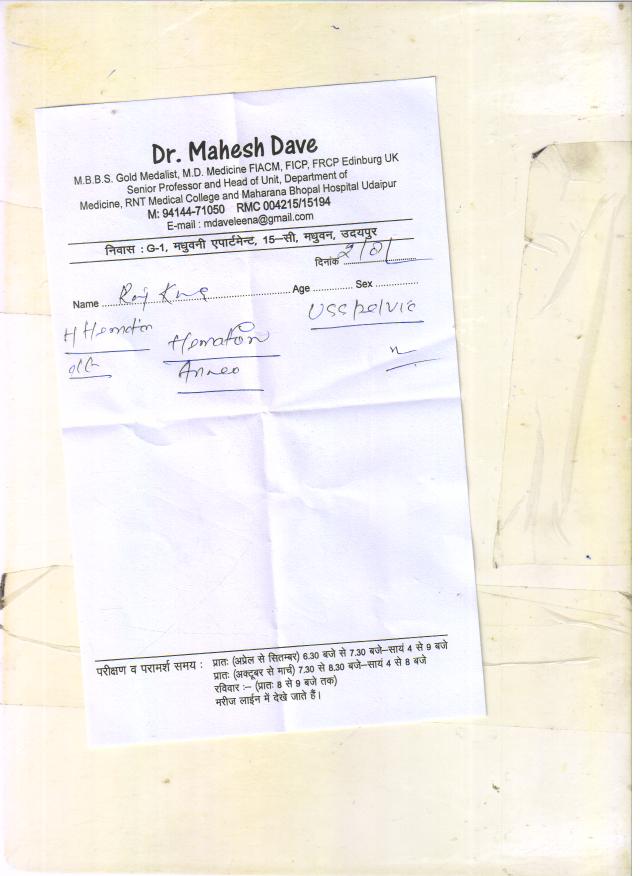 Dr. Mahesh Dave
M.B.B.S. Gold Medalist, M.D. Medicine FIACM, FICP, FRCP Edinburg UK
Senior Professor and Head of Unit, Department of
Medicine, RNT Medical College and Maharana Bhopal Hospital Udaipur
M: 94144-71050 RMC 004215/15194
E-mail : mdaveleena@gmail.com
निवास : G-1, मधुवनी एपार्टमेन्ट, 15–सी, मधुवन, उदयपुर
दिनांक
Name Age Sex
USS pelvic
परीक्षण व परामर्श समय : प्रातः (अप्रेल से सितम्बर) 6.30 बजे से 7.30 बजे–सायं 4 से 9 बजे
प्रातः (अक्टूबर से मार्च) 7.30 से 8.30 बजे–सायं 4 से 8 बजे
रविवार :– (प्रातः 8 से 9 बजे तक)
मरीज लाईन में देखे जाते हैं।